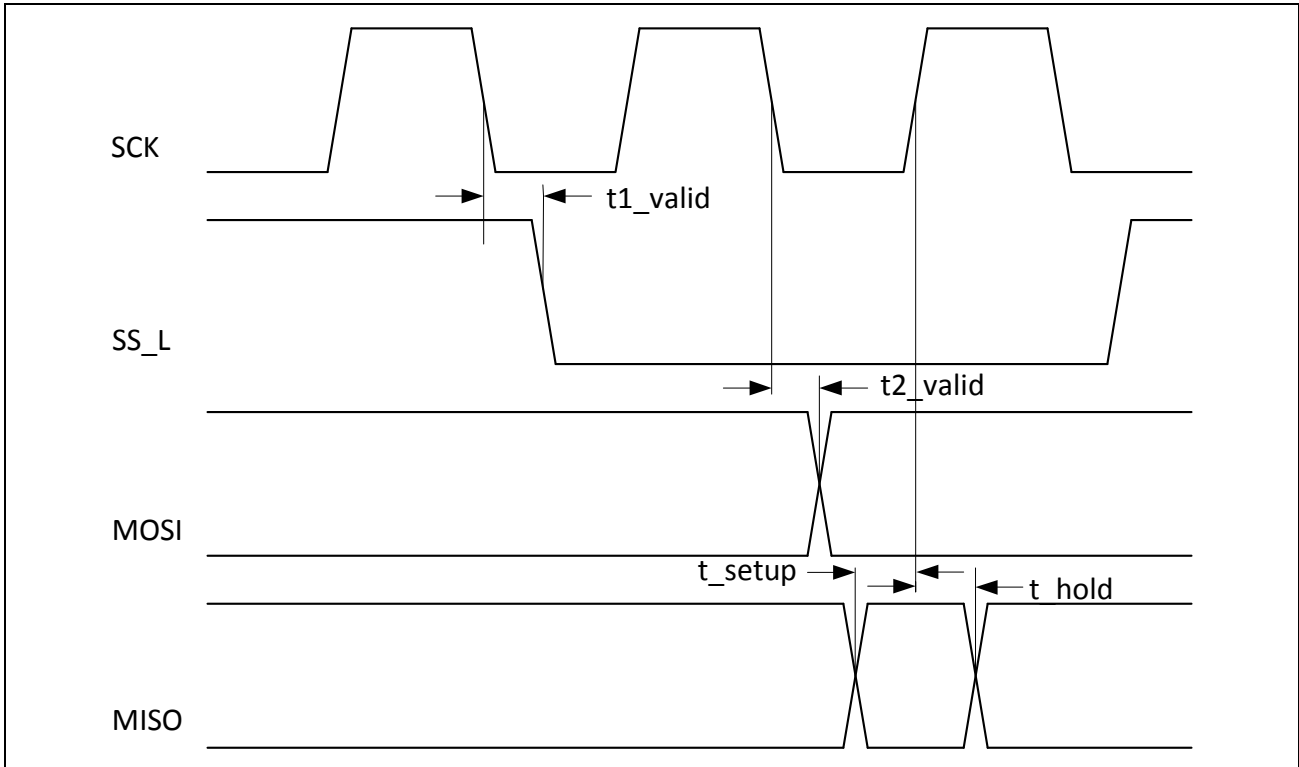 SCK
t1_valid
SS_L
t2_valid
MOSI
t_setup
t_hold
MISO